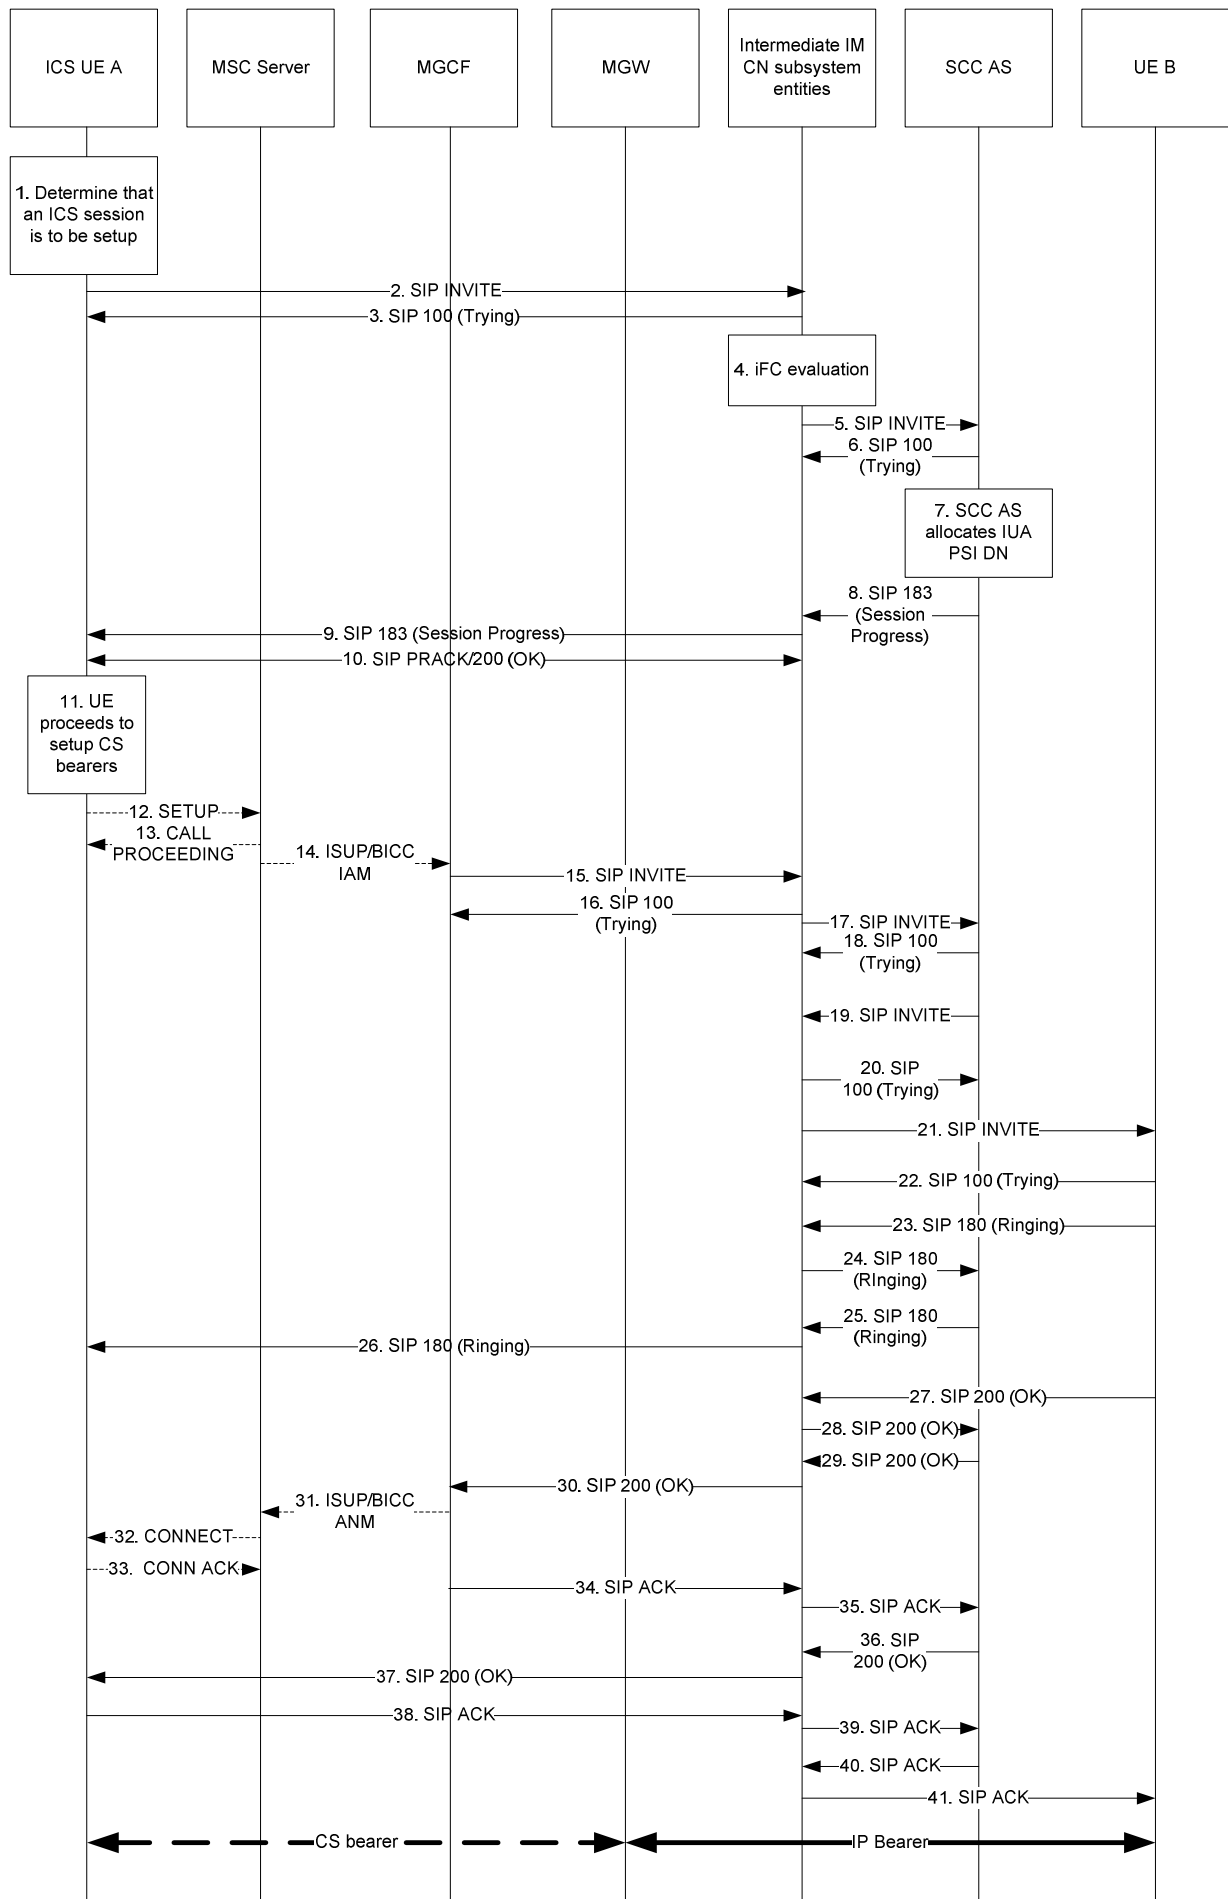 ICS UE A
MSC Server
MGCF
MGW
Intermediate IM
CN subsystem
entities
SCC AS
UE B
1. Determine that
an ICS session
is to be setup
2. SIP INVITE
3. SIP 100 (Trying)
4. iFC evaluation
5. SIP INVITE
6. SIP 100
(Trying)
7. SCC AS
allocates IUA
PSI DN
8. SIP 183
(Session
Progress)
9. SIP 183 (Session Progress)
10. SIP PRACK/200 (OK)
11. UE
proceeds to
setup CS
bearers
12. SETUP
13. CALL
PROCEEDING
14. ISUP/BICC
IAM
15. SIP INVITE
16. SIP 100
(Trying)
17. SIP INVITE
18. SIP 100
(Trying)
19. SIP INVITE
20. SIP
100 (Trying)
21. SIP INVITE
22. SIP 100 (Trying)
23. SIP 180 (Ringing)
24. SIP 180
(RInging)
25. SIP 180
(Ringing)
26. SIP 180 (Ringing)
27. SIP 200 (OK)
28. SIP 200 (OK)
29. SIP 200 (OK)
30. SIP 200 (OK)
31. ISUP/BICC
ANM
32. CONNECT
33. CONN ACK
34. SIP ACK
35. SIP ACK
36. SIP
200 (OK)
37. SIP 200 (OK)
38. SIP ACK
39. SIP ACK
40. SIP ACK
41. SIP ACK
CS bearer
IP Bearer